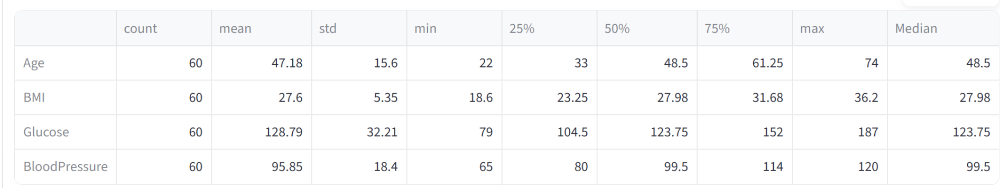 count mean std min 25% 50% 75% max Median
Age 60 47.18 15.6 22 33 48.5 61.25 74 48.5
BMI 60 27.6 5.35 18.6 23.25 27.98 31.68 36.2 27.98
Glucose 60 128.79 32.21 79 104.5 123.75 152 187 123.75
BloodPressure 60 95.85 18.4 65 80 99.5 114 120 99.5